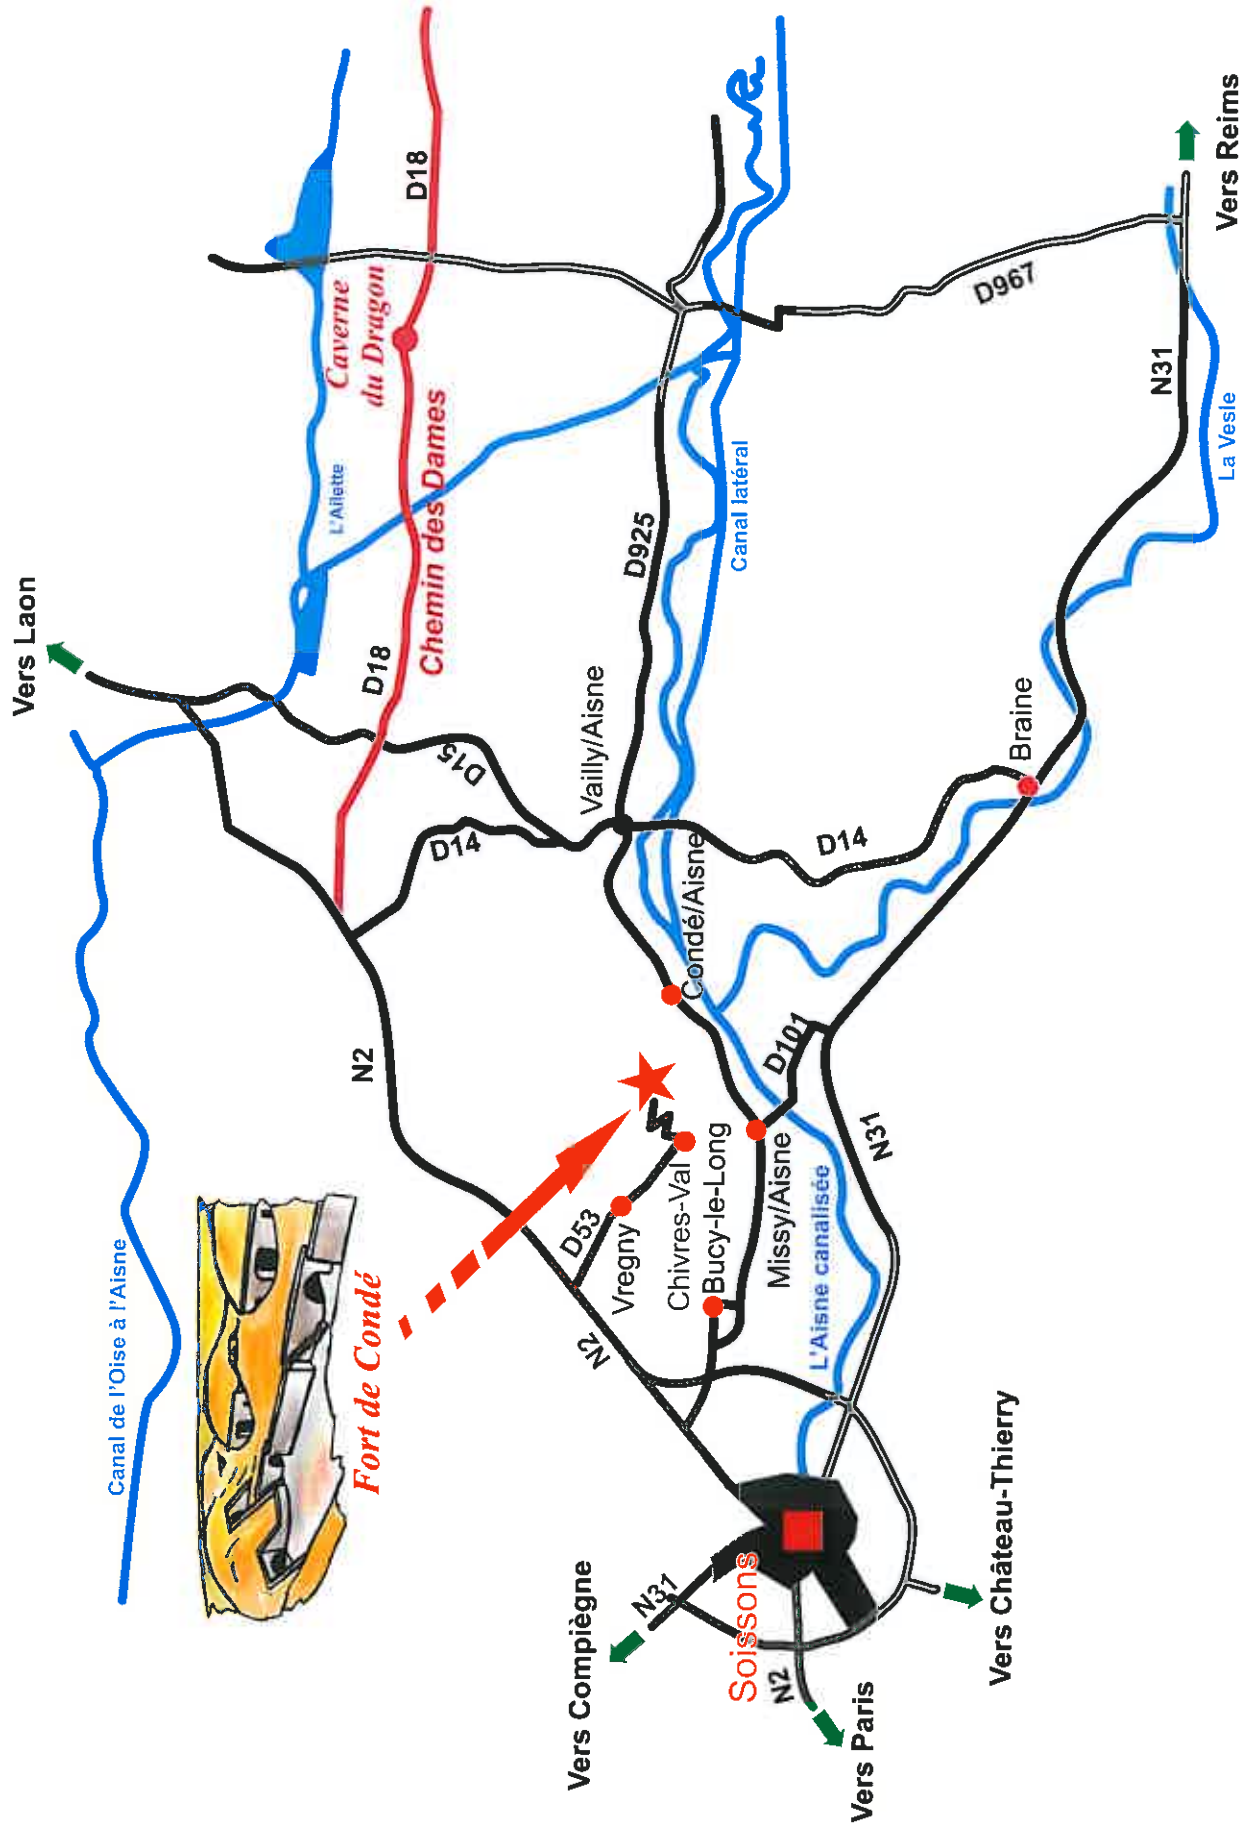 Vers Laon
Canal de l'Oise à l'Aisne
L'Ailette
Caverne
du Dragon
N2
Fort de Condé
D18
D18
Chemin des Dames
D14
D15
Vers Compiègne
D53
Vailly/Aisne
N2
Vregny
D925
N31
Chivres-Val
Condé/Aisne
Bucy-le-Long
Canal latéral
Soissons
N2
Missy/Aisne
D101
L'Aisne canalisée
D14
Vers Paris
N31
Vers Château-Thierry
D967
Braine
N31
La Vesle
Vers Reims